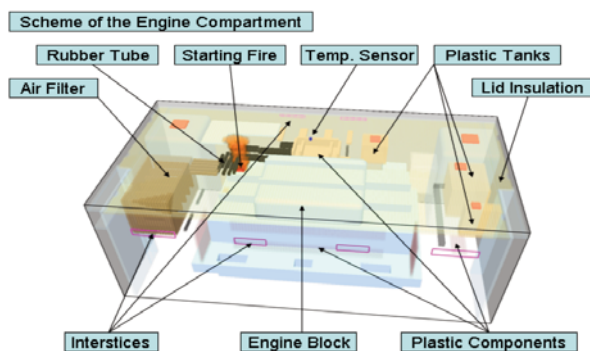 Scheme of the Engine Compartment
Rubber Tube
Starting Fire
Temp. Sensor
Plastic Tanks
Air Filter
Lid Insulation
Interstices
Engine Block
Plastic Components